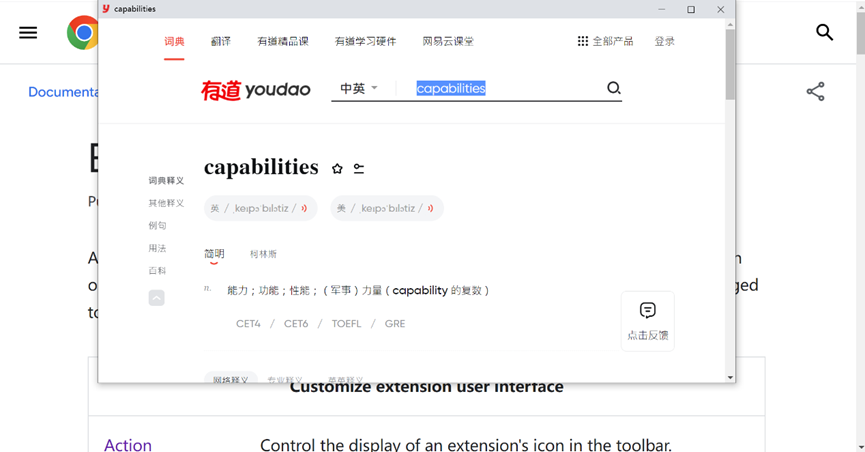 capabilities
词典 翻译 有道精品课 有道学习硬件 网易云课堂 全部产品 登录
Documenta
有道 youdao 中英 capabilities
capabilities
词典释义
其他释义
例句
用法
百科
英 / ˌkeɪpəˈbɪlətiz / 美 / ˌkeɪpəˈbɪlətiz /
简明 柯林斯
n. 能力；功能；性能；（军事）力量（capability 的复数）
CET4 / CET6 / TOEFL / GRE
点击反馈
网络释义 专业释义 英英释义
Customize extension user interface
Action Control the display of an extension's icon in the toolbar.